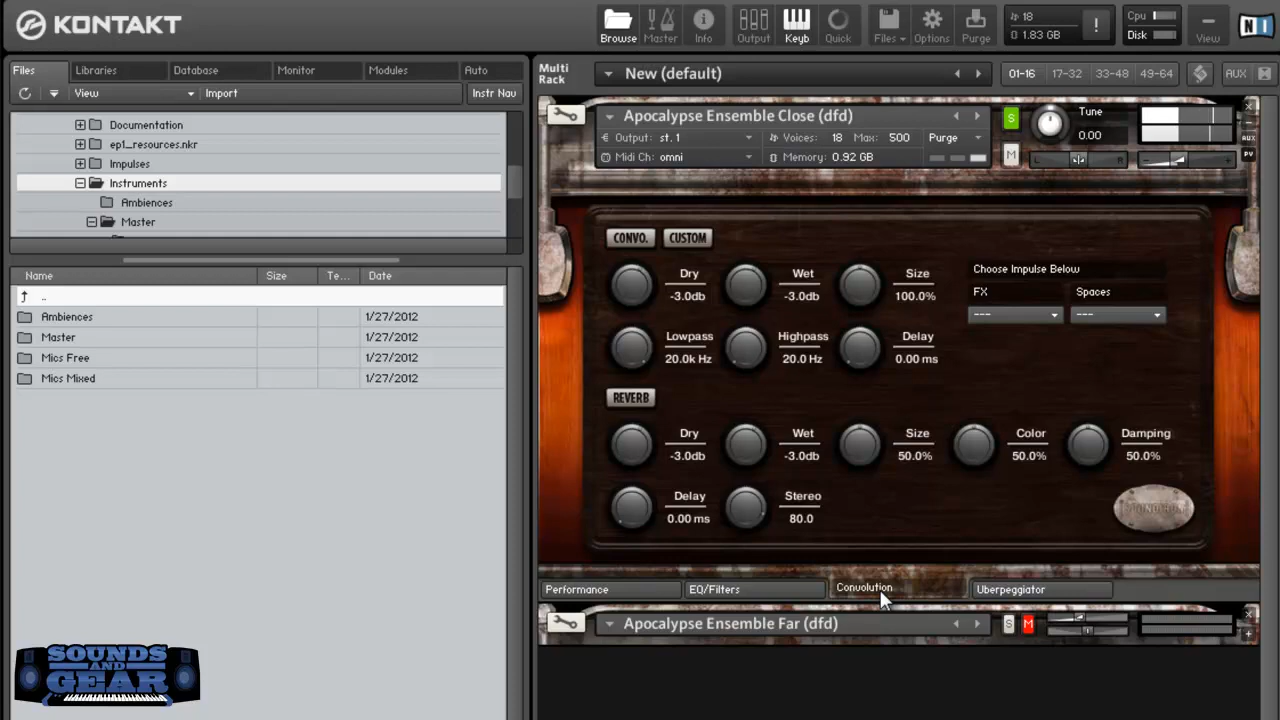 KONTAKT
Browse Master Info Output Keyb Quick Files Options Purge
18
1.83 GB
!
Cpu
Disk
View
NI
Files Libraries Database Monitor Modules Auto
View Import Instr Nav
Documentation
ep1_resources.nkr
Impulses
Instruments
Ambiences
Master
Name Size Te... Date
..
Ambiences 1/27/2012
Master 1/27/2012
Mics Free 1/27/2012
Mics Mixed 1/27/2012
SOUNDS
AND
GEAR
Multi
Rack
New (default)
01-16 17-32 33-48 49-64 AUX
Apocalypse Ensemble Close (dfd)
Output: st. 1 Voices: 18 Max: 500 Purge
Midi Ch: omni Memory: 0.92 GB
S
M
Tune
0.00
L R
- +
AUX
PV
CONVO. CUSTOM
Dry Wet Size
-3.0db -3.0db 100.0%
Choose Impulse Below
FX Spaces
--- ---
Lowpass Highpass Delay
20.0k Hz 20.0 Hz 0.00 ms
REVERB
Dry Wet Size Color Damping
-3.0db -3.0db 50.0% 50.0% 50.0%
Delay Stereo
0.00 ms 80.0
Performance EQ/Filters Convolution Uberpeggiator
Apocalypse Ensemble Far (dfd)
S M